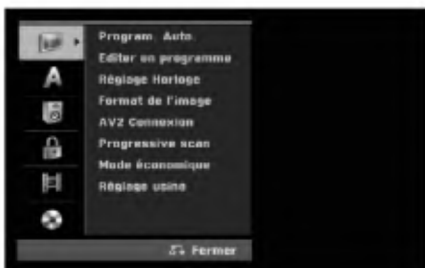 Program. Auto.
Editer un programme
Réglage Horloge
Format de l'image
AV2 Connexion
Progressive scan
Mode économique
Réglage usine
A
Fermer